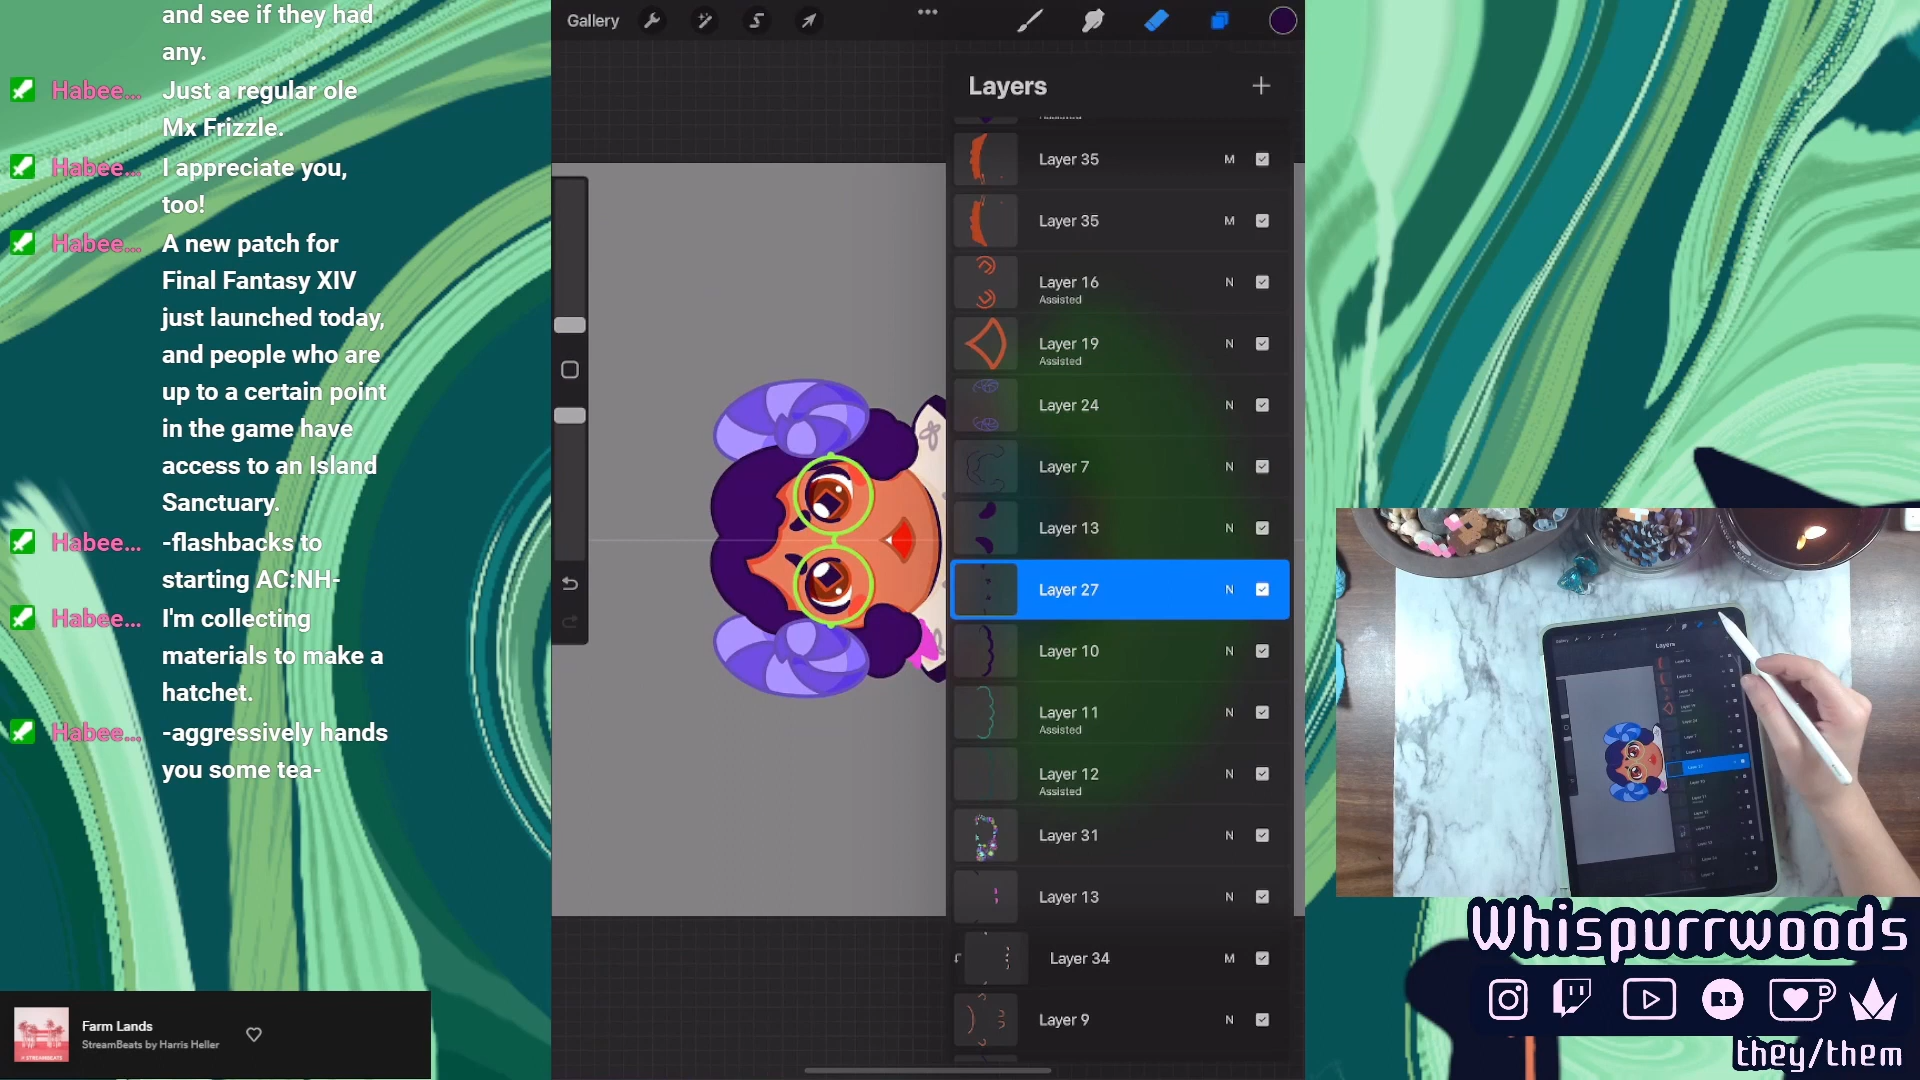 and see if they had
any.
Habee... Just a regular ole
Mx Frizzle.
Habee... I appreciate you,
too!
Habee... A new patch for
Final Fantasy XIV
just launched today,
and people who are
up to a certain point
in the game have
access to an Island
Sanctuary.
Habee... -flashbacks to
starting AC:NH-
Habee... I'm collecting
materials to make a
hatchet.
Habee... -aggressively hands
you some tea-
Farm Lands
StreamBeats by Harris Heller
Gallery
Layers
Layer 35 M
Layer 35 M
Layer 16 N
Assisted
Layer 19 N
Assisted
Layer 24 N
Layer 7 N
Layer 13 N
Layer 27 N
Layer 10 N
Layer 11 N
Assisted
Layer 12 N
Assisted
Layer 31 N
Layer 13 N
Layer 34 M
Layer 9 N
Whispurrwoods
RB
they/them